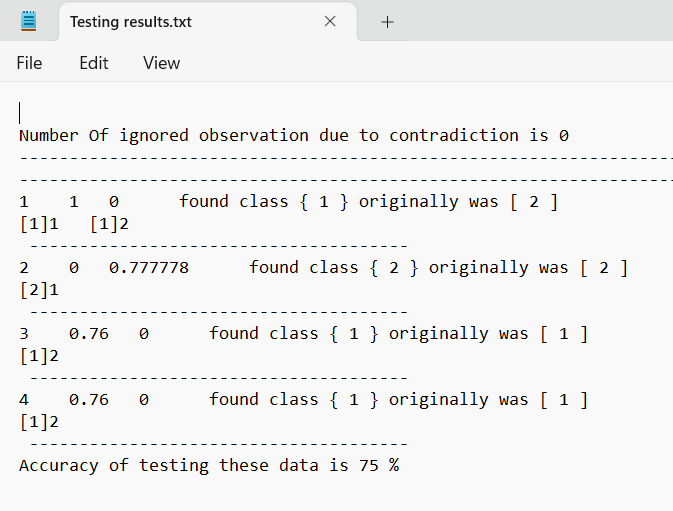 Testing results.txt
File Edit View
Number Of ignored observation due to contradiction is 0
------------------------------------------------------------------
------------------------------------------------------------------
1    1   0      found class { 1 } originally was [ 2 ]
[1]1   [1]2
--------------------------------------
2    0   0.777778      found class { 2 } originally was [ 2 ]
[2]1
--------------------------------------
3    0.76   0      found class { 1 } originally was [ 1 ]
[1]2
--------------------------------------
4    0.76   0      found class { 1 } originally was [ 1 ]
[1]2
--------------------------------------
Accuracy of testing these data is 75 %